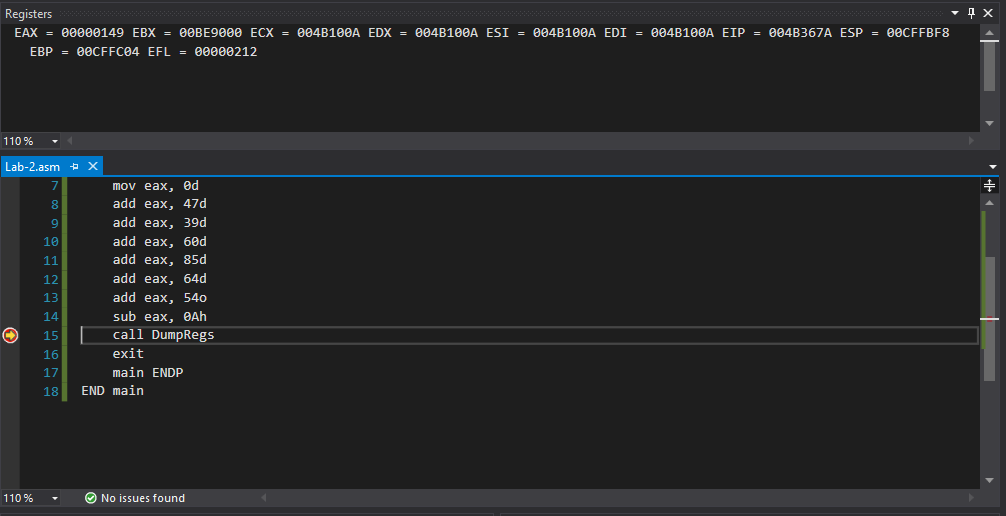 Registers
EAX = 00000149 EBX = 00BE9000 ECX = 004B100A EDX = 004B100A ESI = 004B100A EDI = 004B100A EIP = 004B367A ESP = 00CFFBF8
EBP = 00CFFC04 EFL = 00000212
110 %
Lab-2.asm
7 mov eax, 0d
8 add eax, 47d
9 add eax, 39d
10 add eax, 60d
11 add eax, 85d
12 add eax, 64d
13 add eax, 54o
14 sub eax, 0Ah
15 call DumpRegs
16 exit
17 main ENDP
18 END main
110 % No issues found